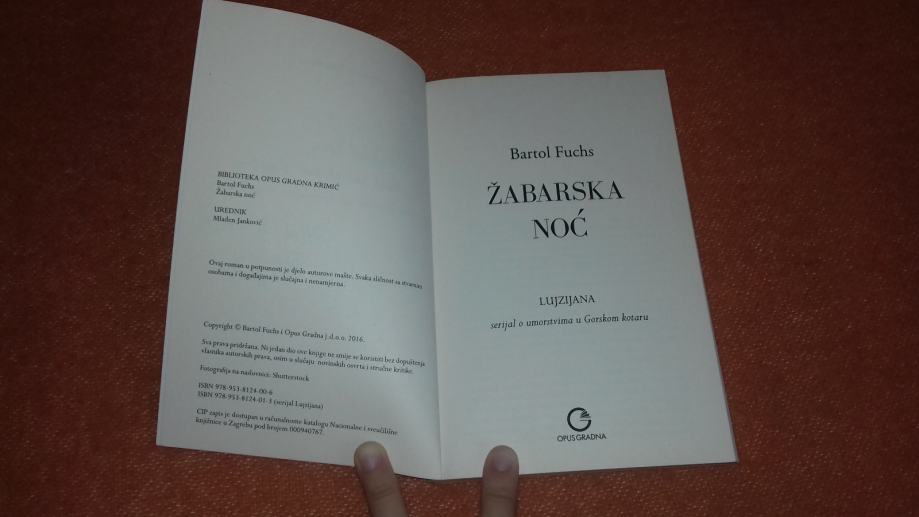 BIBLIOTEKA OPUS GRADNA KRIMIĆ
Bartol Fuchs
Žabarska noć
UREDNIK
Mladen Janković
Ovaj roman u potpunosti je djelo autorove mašte. Svaka sličnost sa stvarnim
osobama i događajima je slučajna i nenamjerna.
Copyright © Bartol Fuchs i Opus Gradna j.d.o.o. 2016.
Sva prava pridržana. Ni jedan dio ove knjige ne smije se koristiti bez dopuštenja
vlasnika autorskih prava, osim u slučaju novinskih osvrta i stručne kritike.
Fotografija na naslovnici: Shutterstock
ISBN 978-953-8124-00-6
ISBN 978-953-8124-01-3 (serijal Lujzijana)
CIP zapis je dostupan u računalnome katalogu Nacionalne i sveučilišne
knjižnice u Zagrebu pod brojem 000940767.
Bartol Fuchs
ŽABARSKA
NOĆ
LUJZIJANA
serijal o umorstvima u Gorskom kotaru
OPUS GRADNA